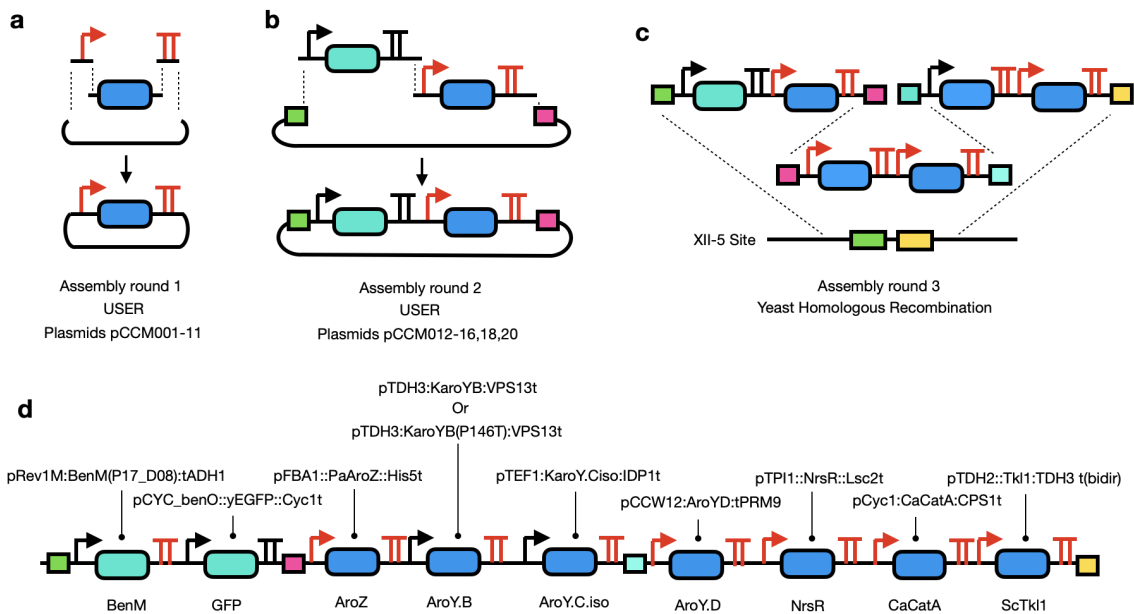 a
Assembly round 1
USER
Plasmids pCCM001-11
b
Assembly round 2
USER
Plasmids pCCM012-16,18,20
c
XII-5 Site
Assembly round 3
Yeast Homologous Recombination
d
pTDH3:KaroYB:VPS13t
Or
pTDH3:KaroYB(P146T):VPS13t
pRev1M:BenM(P17_D08):tADH1
pCYC_benO::yEGFP::Cyc1t
pFBA1::PaAroZ::His5t
pTEF1:KaroY.Ciso:IDP1t
pCCW12:AroYD:tPRM9
pTPI1::NrsR::Lsc2t
pCyc1:CaCatA:CPS1t
pTDH2::Tkl1:TDH3 t(bidir)
BenM
GFP
AroZ
AroY.B
AroY.C.iso
AroY.D
NrsR
CaCatA
ScTkl1